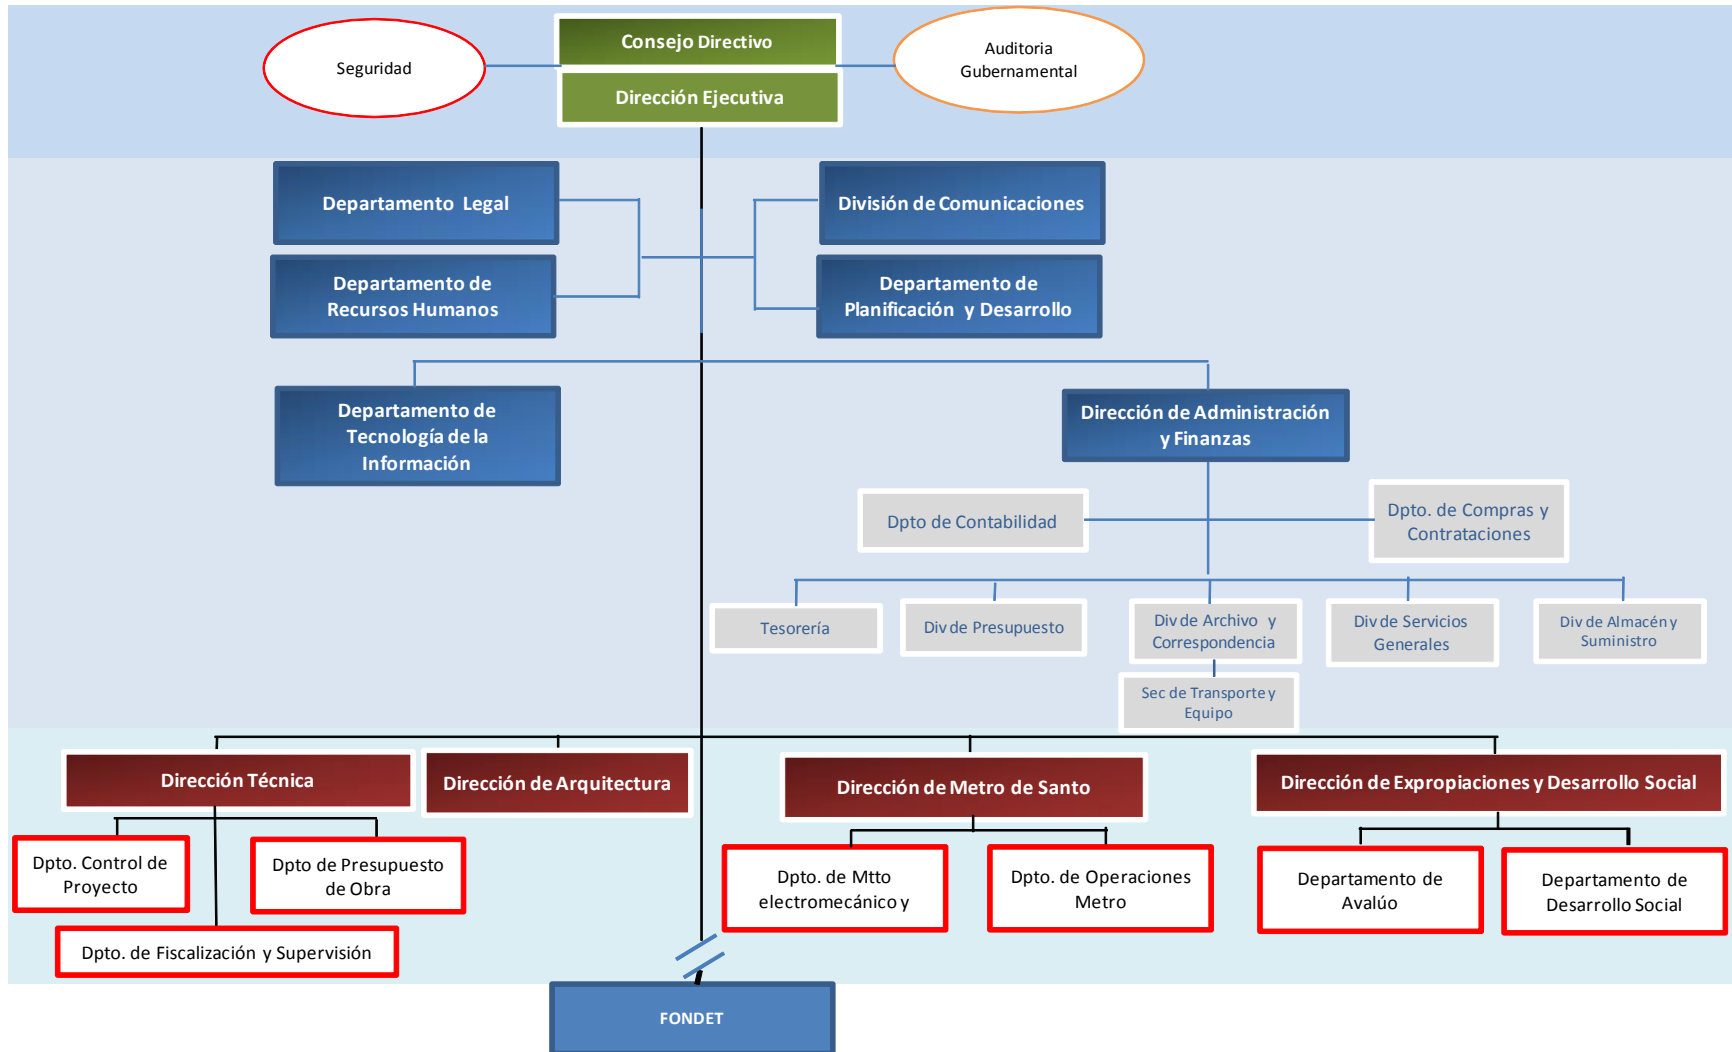 Seguridad
Consejo Directivo
Dirección Ejecutiva
Auditoria
Gubernamental
Departamento Legal
División de Comunicaciones
Departamento de
Recursos Humanos
Departamento de
Planificación y Desarrollo
Departamento de
Tecnología de la
Información
Dirección de Administración
y Finanzas
Dpto de Contabilidad
Dpto. de Compras y
Contrataciones
Tesorería
Div de Presupuesto
Div de Archivo y
Correspondencia
Div de Servicios
Generales
Div de Almacén y
Suministro
Sec de Transporte y
Equipo
Dirección Técnica
Dirección de Arquitectura
Dirección de Metro de Santo
Dirección de Expropiaciones y Desarrollo Social
Dpto. Control de
Proyecto
Dpto de Presupuesto
de Obra
Dpto. de Mtto
electromecánico y
Dpto. de Operaciones
Metro
Departamento de
Avalúo
Departamento de
Desarrollo Social
Dpto. de Fiscalización y Supervisión
FONDET